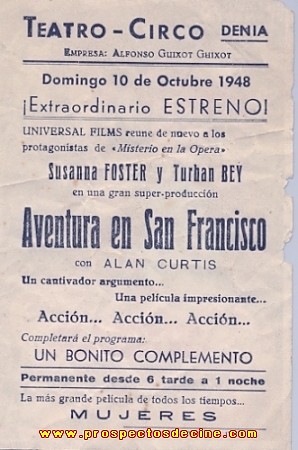 TEATRO-CIRCO DENIA
EMPRESA: ALFONSO GUIXOT GUIXOT
Domingo 10 de Octubre 1948
¡Extraordinario ESTRENO!
UNIVERSAL FILMS reune de nuevo a los
protagonistas de «Misterio en la Opera»
Susanna FOSTER y Turhan BEY
en una gran super-producción
Aventura en San Francisco
con ALAN CURTIS
Un cantivador argumento...
Una película impresionante...
Acción... Acción... Acción...
Completará el programa:
UN BONITO COMPLEMENTO
Permanente desde 6 tarde a 1 noche
La más grande película de todos los tiempos...
MUJERES
www.prospectosdecine.com